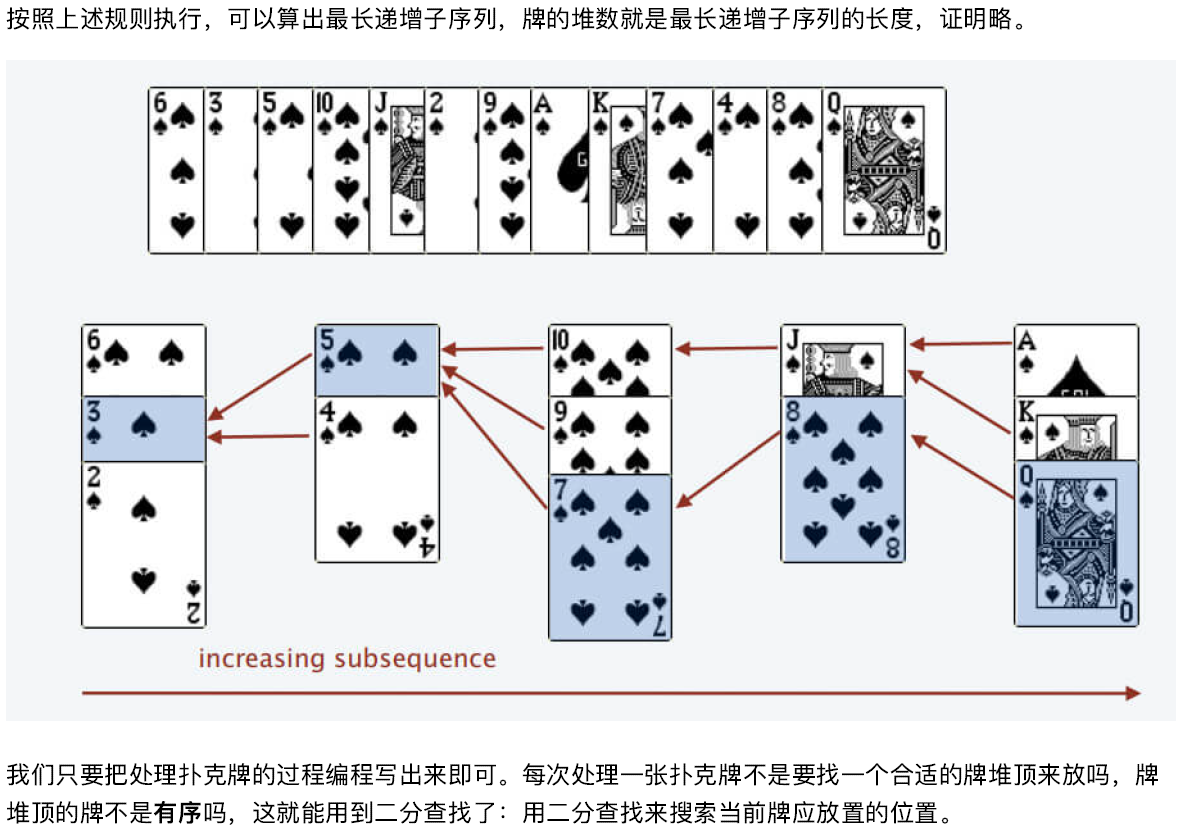 按照上述规则执行，可以算出最长递增子序列，牌的堆数就是最长递增子序列的长度，证明略。
6 3 5 10 J 2 9 A K 7 4 8 Q
Q
6 5 10 J A
3 4 9 8 K
2 7 Q
4 8
2 7 Q
increasing subsequence
我们只要把处理扑克牌的过程编程写出来即可。每次处理一张扑克牌不是要找一个合适的牌堆顶来放吗，牌
堆顶的牌不是有序吗，这就能用到二分查找了：用二分查找来搜索当前牌应放置的位置。